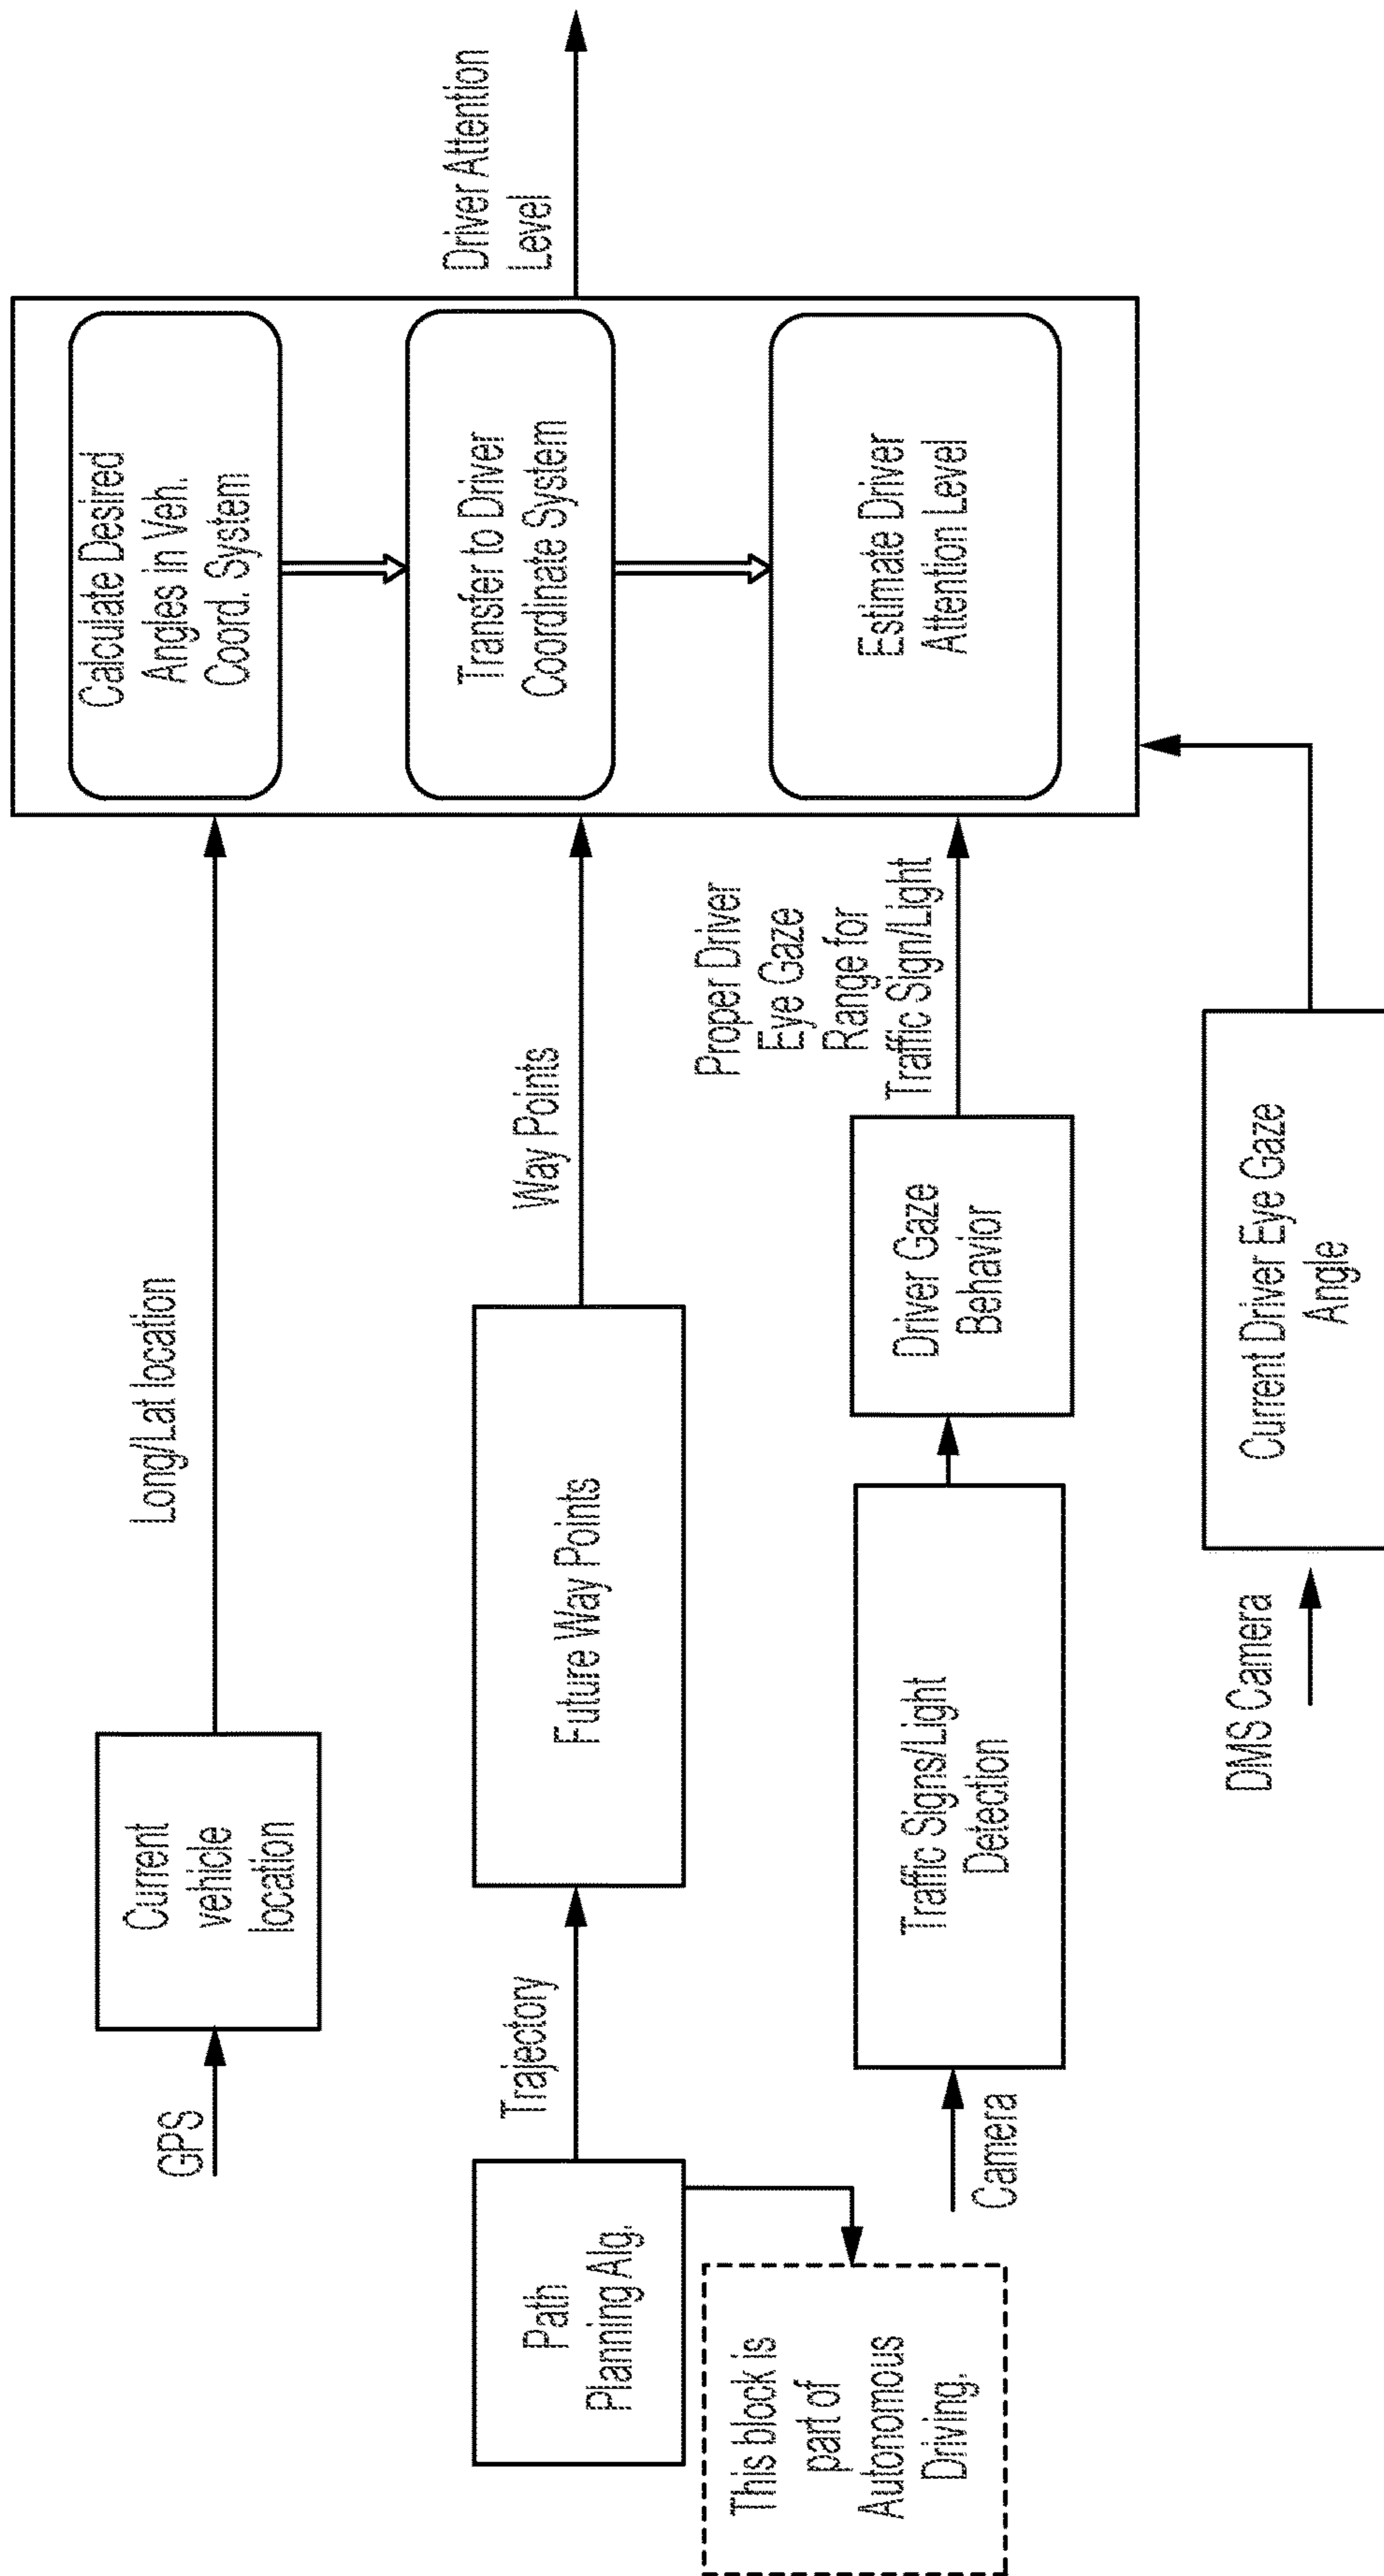 GPS
Current
vehicle
location
Long/Lat location
Path
Planning Alg.
Trajectory
Future Way Points
Way Points
This block is
part of
Autonomous
Driving.
Camera
Traffic Signs/Light
Detection
Driver Gaze
Behavior
Proper Driver
Eye Gaze
Range for
Traffic Sign/Light
DMS Camera
Current Driver Eye Gaze
Angle
Calculate Desired
Angles in Veh.
Coord. System
Transfer to Driver
Coordinate System
Estimate Driver
Attention Level
Driver Attention
Level